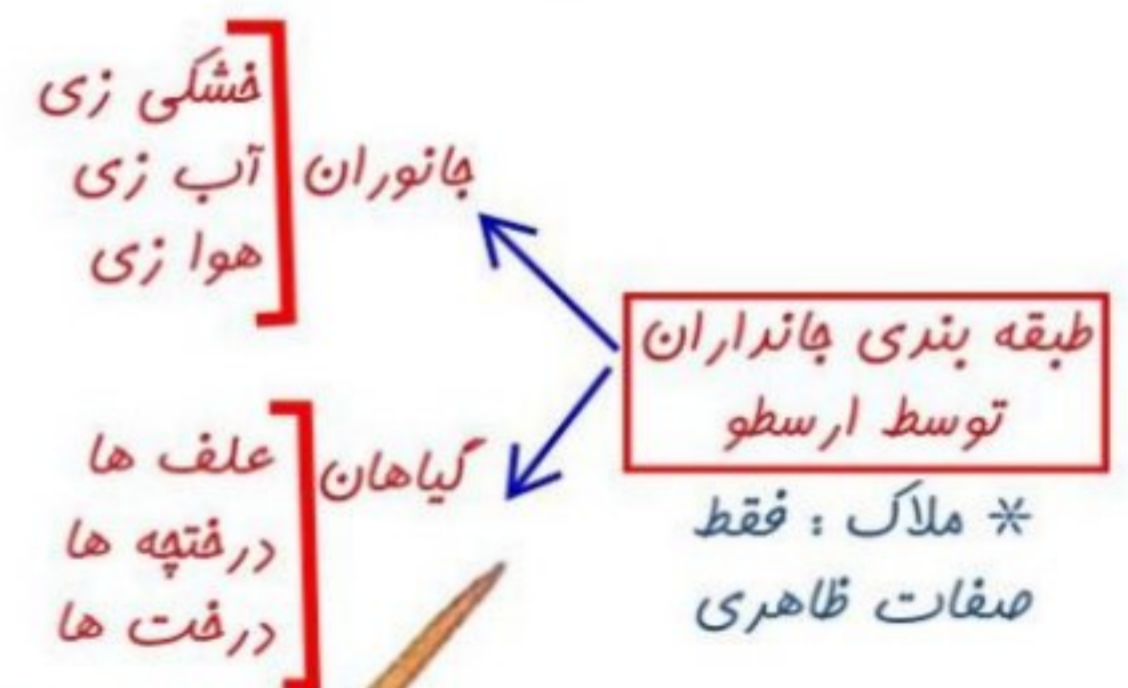 طبقه بندی جانداران
توسط ارسطو
* ملاک : فقط
صفات ظاهری
جانوران
خشکی زی
آب زی
هوا زی
گیاهان
علف ها
درختچه ها
درخت ها